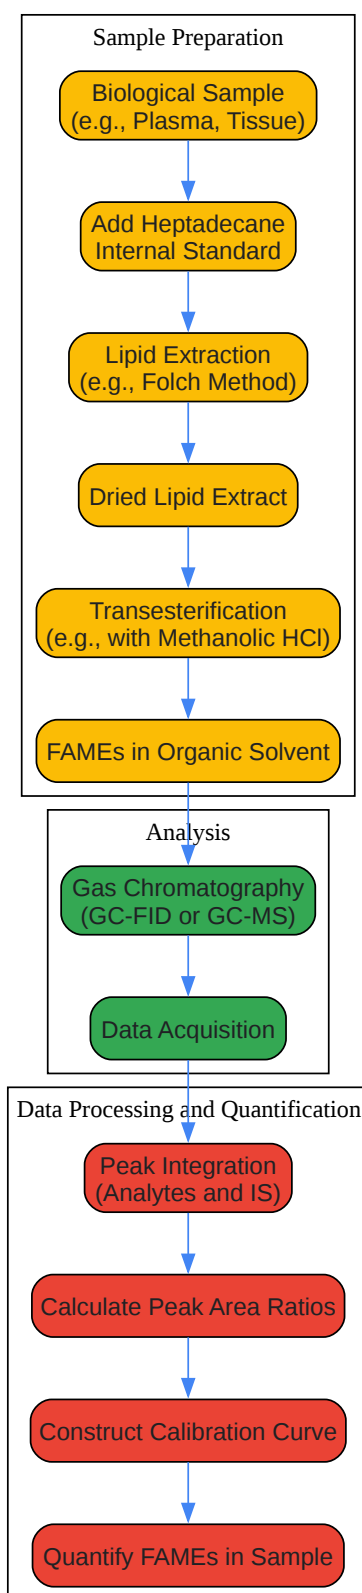 Sample Preparation
Biological Sample
(e.g., Plasma, Tissue)
Add Heptadecane
Internal Standard
Lipid Extraction
(e.g., Folch Method)
Dried Lipid Extract
Transesterification
(e.g., with Methanolic HCl)
FAMEs in Organic Solvent
Analysis
Gas Chromatography
(GC-FID or GC-MS)
Data Acquisition
Data Processing and Quantification
Peak Integration
(Analytes and IS)
Calculate Peak Area Ratios
Construct Calibration Curve
Quantify FAMEs in Sample